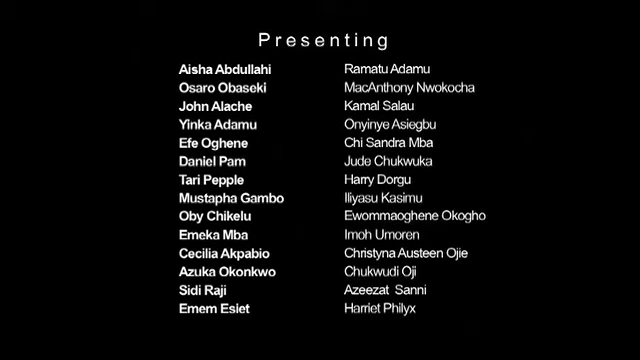 Presenting
Aisha Abdullahi Ramatu Adamu
Osaro Obaseki MacAnthony Nwokocha
John Alache Kamal Salau
Yinka Adamu Onyinye Asiegbu
Efe Oghene Chi Sandra Mba
Daniel Pam Jude Chukwuka
Tari Pepple Harry Dorgu
Mustapha Gambo Iliyasu Kasimu
Oby Chikelu Ewommaoghene Okogho
Emeka Mba Imoh Umoren
Cecilia Akpabio Christyna Austeen Ojie
Azuka Okonkwo Chukwudi Oji
Sidi Raji Azeezat Sanni
Emem Esiet Harriet Philyx